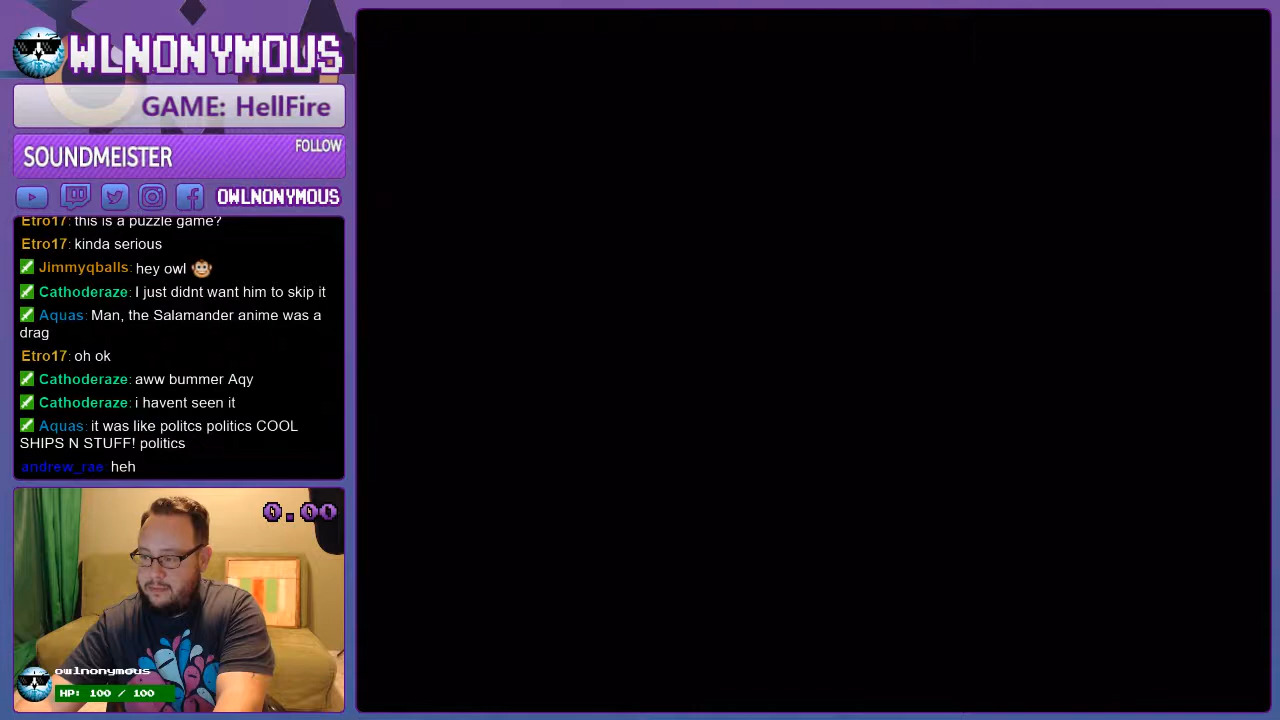 OWLNONYMOUS
GAME: HellFire
SOUNDMEISTER
FOLLOW
OWLNONYMOUS
Etro17: this is a puzzle game?
Etro17: kinda serious
Jimmyqballs: hey owl
Cathoderaze: I just didnt want him to skip it
Aquas: Man, the Salamander anime was a
drag
Etro17: oh ok
Cathoderaze: aww bummer Aqy
Cathoderaze: i havent seen it
Aquas: it was like politcs politics COOL
SHIPS N STUFF! politics
andrew_rae: heh
0.00
owlnonymous
HP: 100 / 100